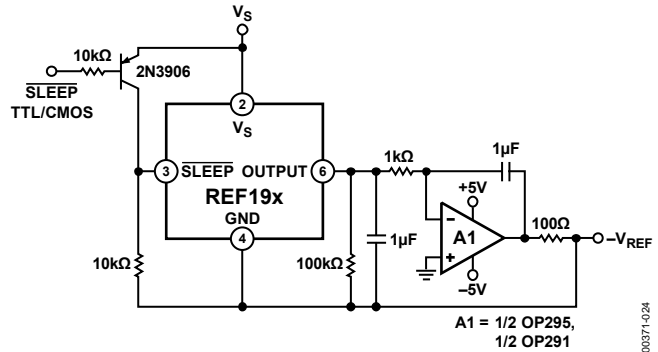 VS
10kΩ
2N3906
SLEEP
TTL/CMOS
2
VS
3
SLEEP
OUTPUT
6
REF19x
GND
4
10kΩ
100kΩ
1µF
1kΩ
1µF
+5V
−
A1
+
−5V
100Ω
−VREF
A1 = 1/2 OP295,
1/2 OP291
00371-024